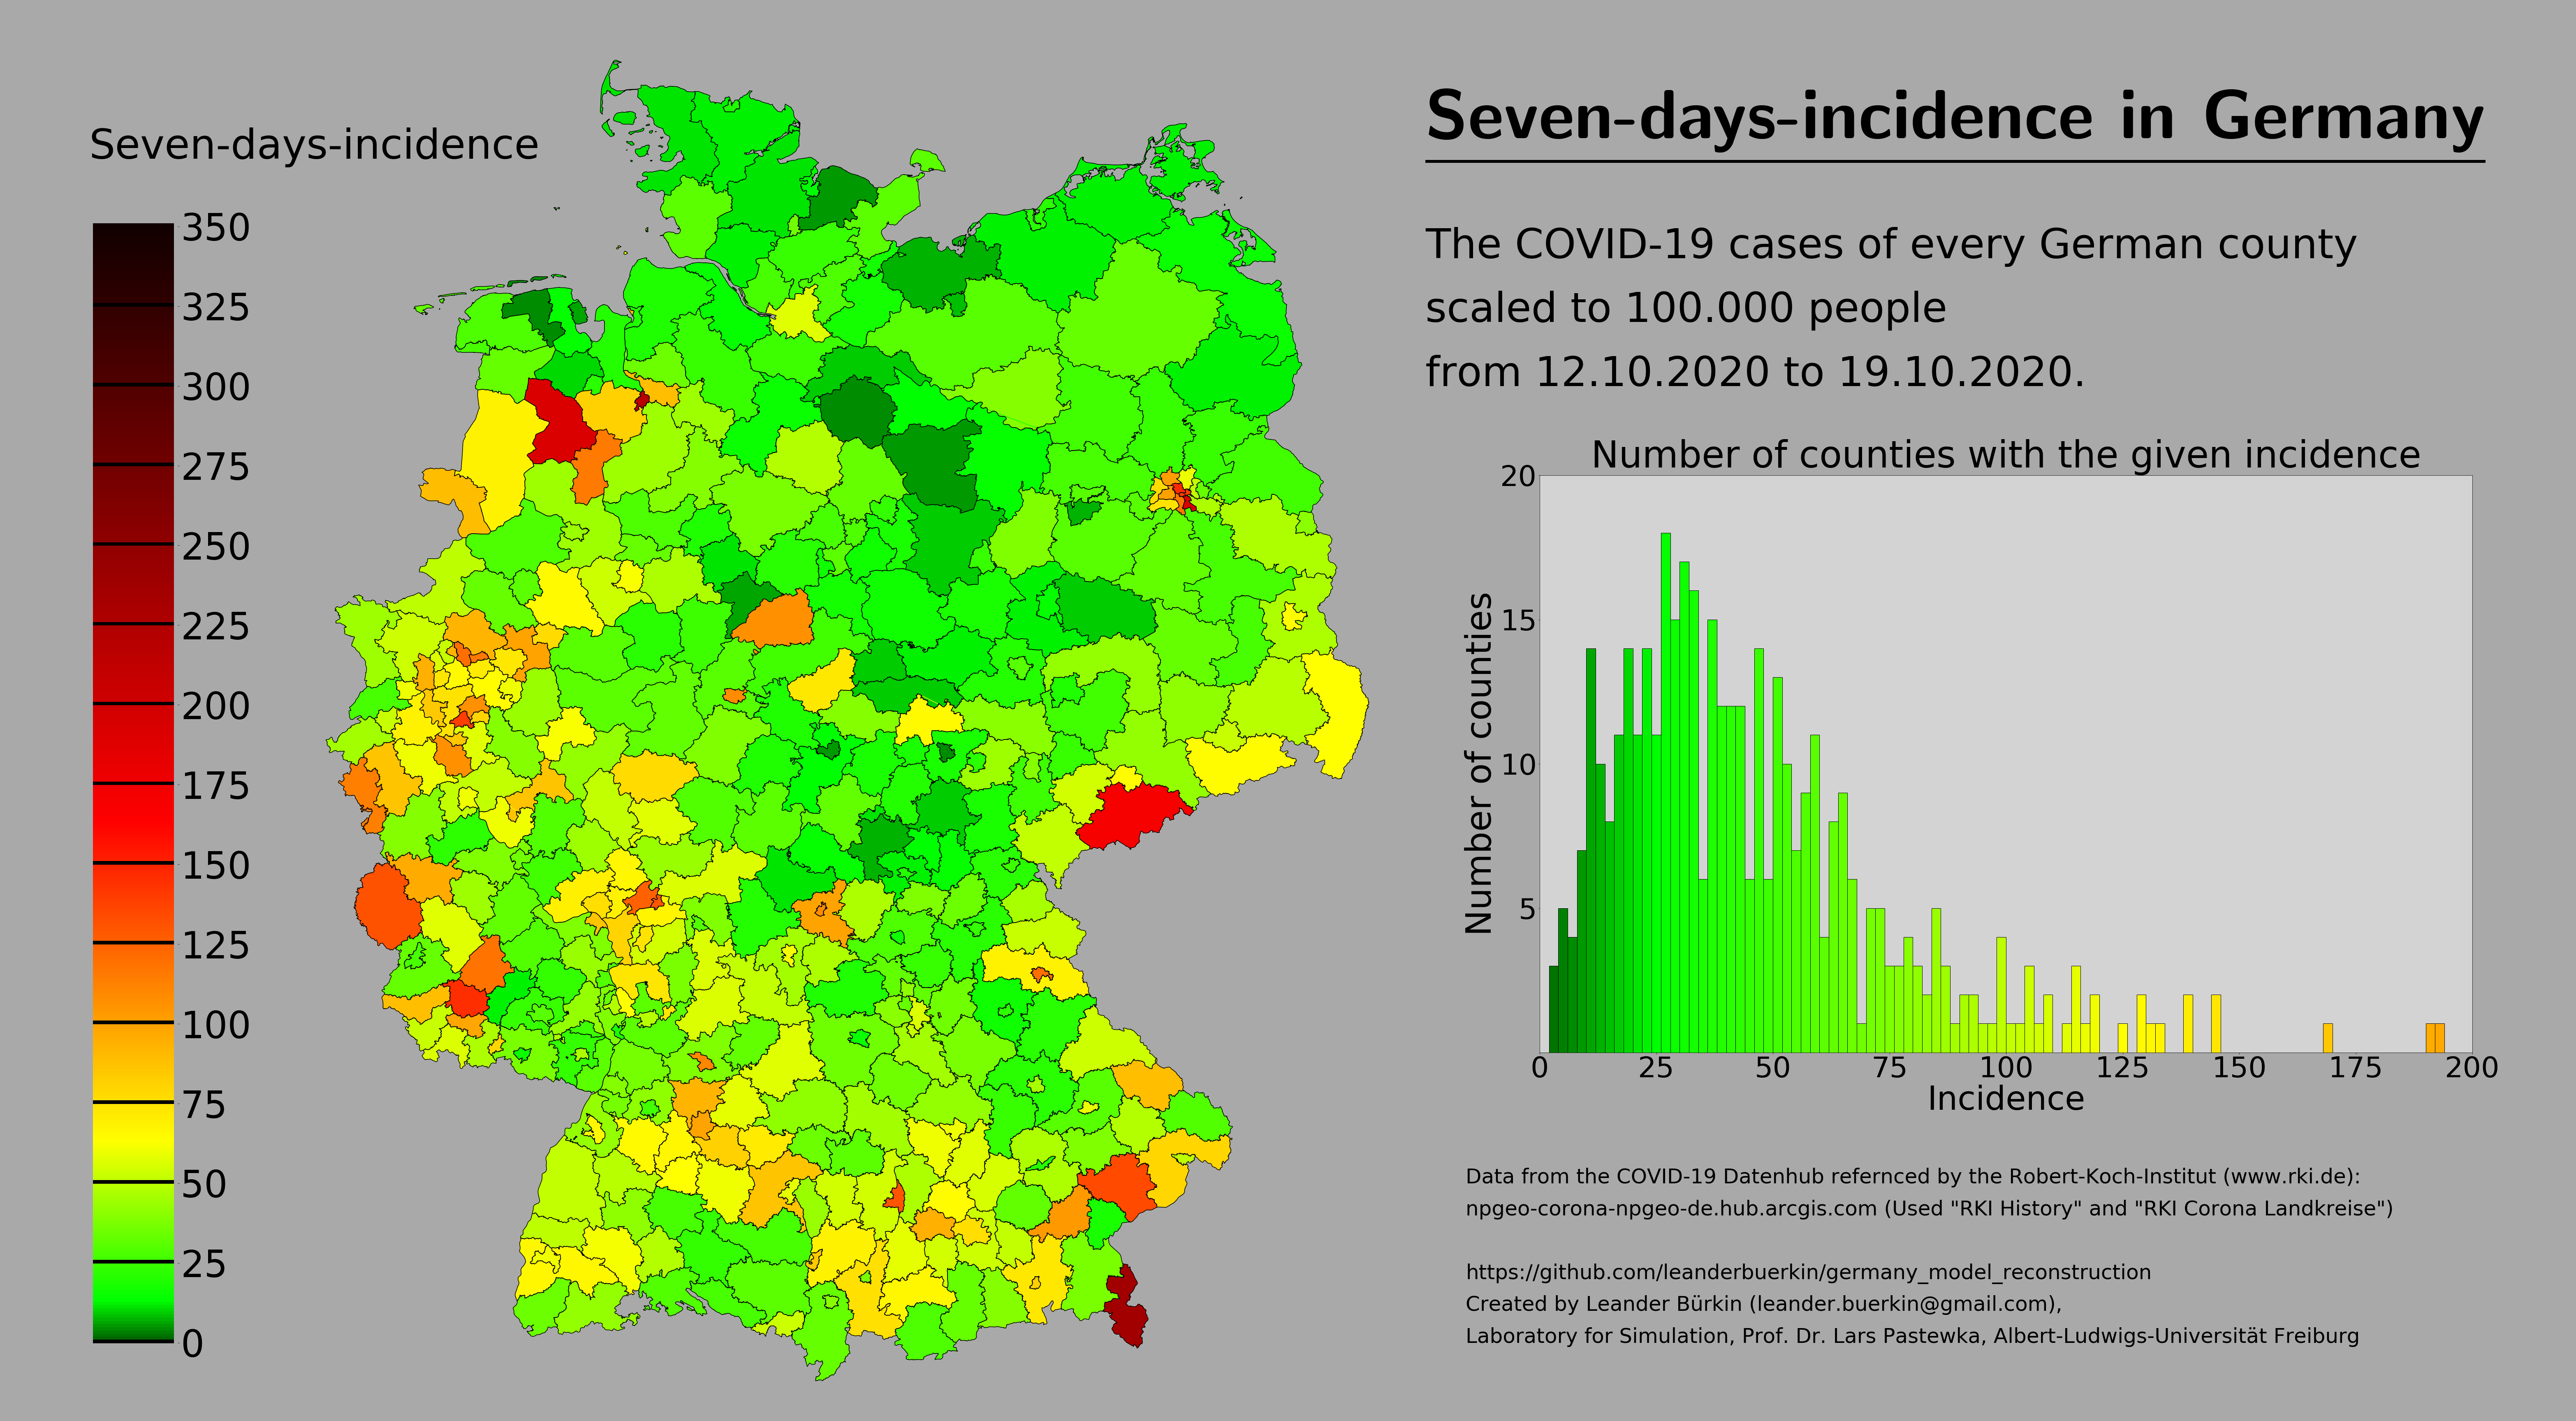 Seven-days-incidence
350
325
300
275
250
225
200
175
150
125
100
75
50
25
0
Seven-days-incidence in Germany
The COVID-19 cases of every German county
scaled to 100.000 people
from 12.10.2020 to 19.10.2020.
Number of counties with the given incidence
20
15
10
5
Number of counties
0 25 50 75 100 125 150 175 200
Incidence
Data from the COVID-19 Datenhub refernced by the Robert-Koch-Institut (www.rki.de):
npgeo-corona-npgeo-de.hub.arcgis.com (Used "RKI History" and "RKI Corona Landkreise")
https://github.com/leanderbuerkin/germany_model_reconstruction
Created by Leander Bürkin (leander.buerkin@gmail.com),
Laboratory for Simulation, Prof. Dr. Lars Pastewka, Albert-Ludwigs-Universität Freiburg